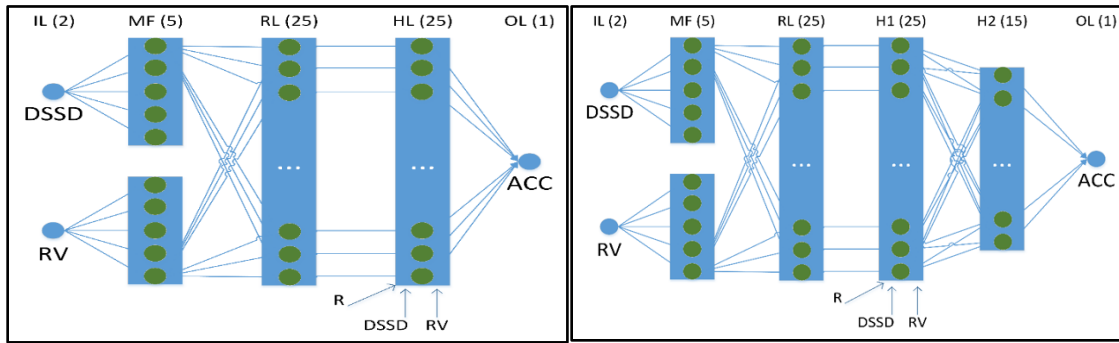 IL (2) MF (5) RL (25) HL (25) OL (1)
DSSD
...
...
ACC
RV
R
DSSD RV
IL (2) MF (5) RL (25) H1 (25) H2 (15) OL (1)
DSSD
...
...
ACC
RV
R
DSSD RV